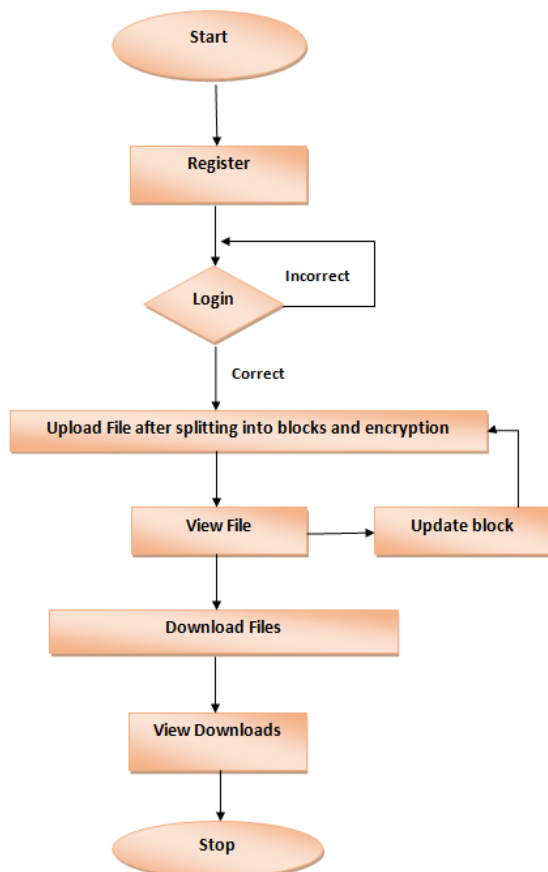 Start
Register
Incorrect
Login
Correct
Upload File after splitting into blocks and encryption
View File
Update block
Download Files
View Downloads
Stop